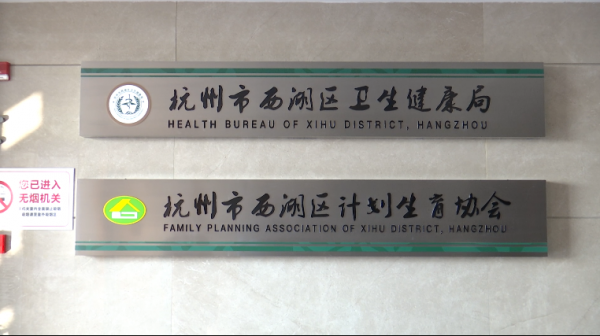 杭州市西湖区卫生健康局
HEALTH BUREAU OF XIHU DISTRICT, HANGZHOU
已进入
无烟机关
杭州市西湖区计划生育协会
FAMILY PLANNING ASSOCIATION OF XIHU DISTRICT, HANGZHOU